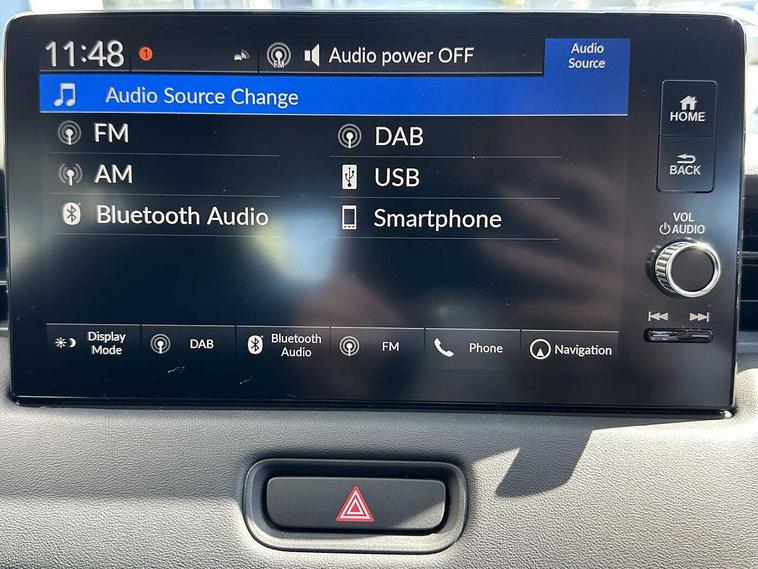 11:48
1
FM
Audio power OFF
Audio
Source
Audio Source Change
FM
DAB
AM
USB
Bluetooth Audio
Smartphone
HOME
BACK
VOL
AUDIO
Display
Mode
DAB
Bluetooth
Audio
FM
Phone
Navigation